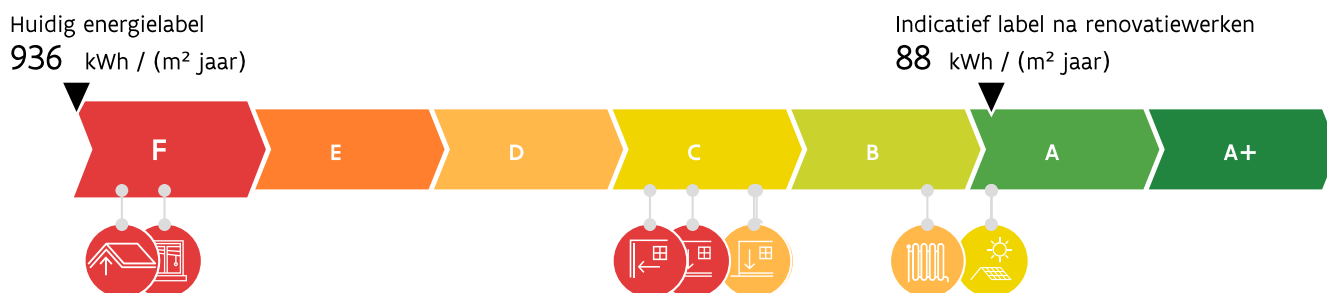 Huidig energielabel
936 kWh / (m² jaar)
Indicatief label na renovatiewerken
88 kWh / (m² jaar)
F E D C B A A+